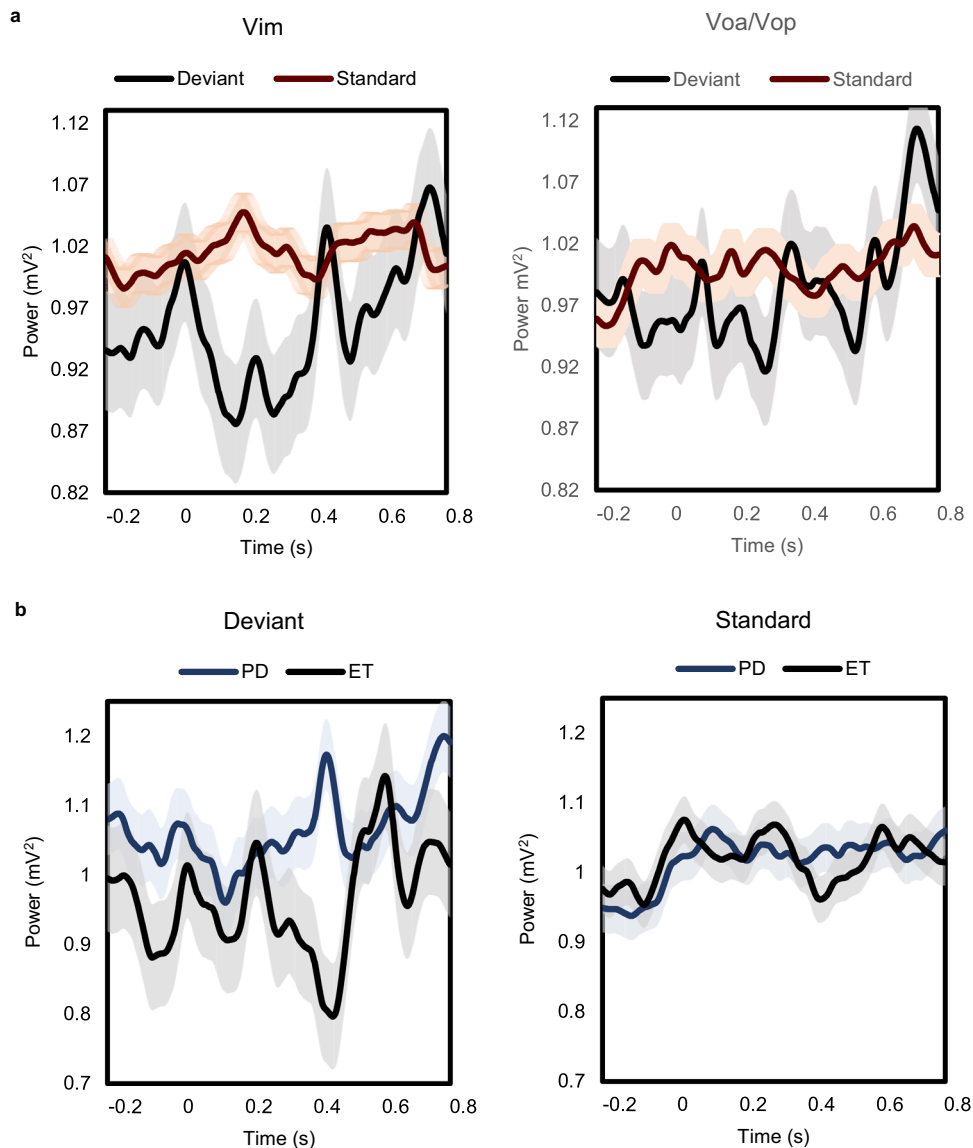 a
Vim
Deviant Standard
1.12
1.07
1.02
0.97
0.92
0.87
0.82
Power (mV²)
-0.2 0 0.2 0.4 0.6 0.8
Time (s)
Voa/Vop
Deviant Standard
1.12
1.07
1.02
0.97
0.92
0.87
0.82
Power mV²)
-0.2 0 0.2 0.4 0.6 0.8
Time (s)
b
Deviant
PD ET
1.2
1.1
1
0.9
0.8
0.7
Power (mV²)
-0.2 0 0.2 0.4 0.6 0.8
Time (s)
Standard
PD ET
1.2
1.1
1
0.9
0.8
0.7
Power (mV²)
-0.2 0 0.2 0.4 0.6 0.8
Time (s)